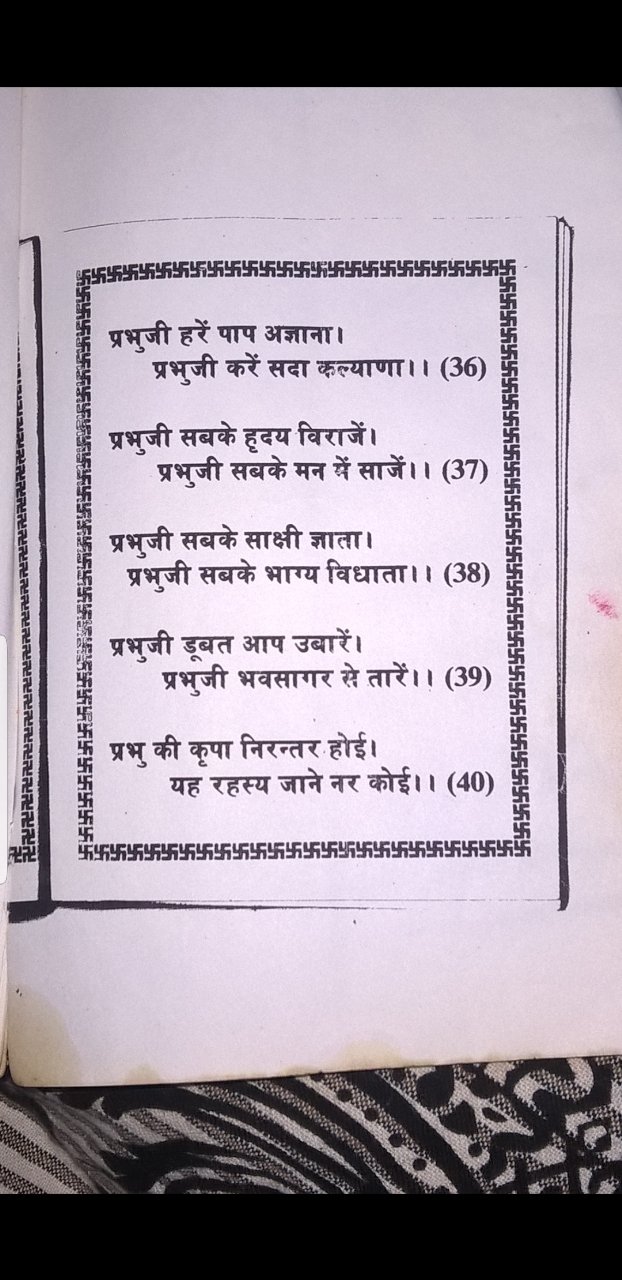 प्रभुजी हरें पाप अज्ञाना।
प्रभुजी करें सदा कल्याणा।। (36)
प्रभुजी सबके हृदय विराजें।
प्रभुजी सबके मन में साजें।। (37)
प्रभुजी सबके साक्षी ज्ञाता।
प्रभुजी सबके भाग्य विधाता।। (38)
प्रभुजी डूबत आप उबारें।
प्रभुजी भवसागर से तारें।। (39)
प्रभु की कृपा निरन्तर होई।
यह रहस्य जाने नर कोई।। (40)